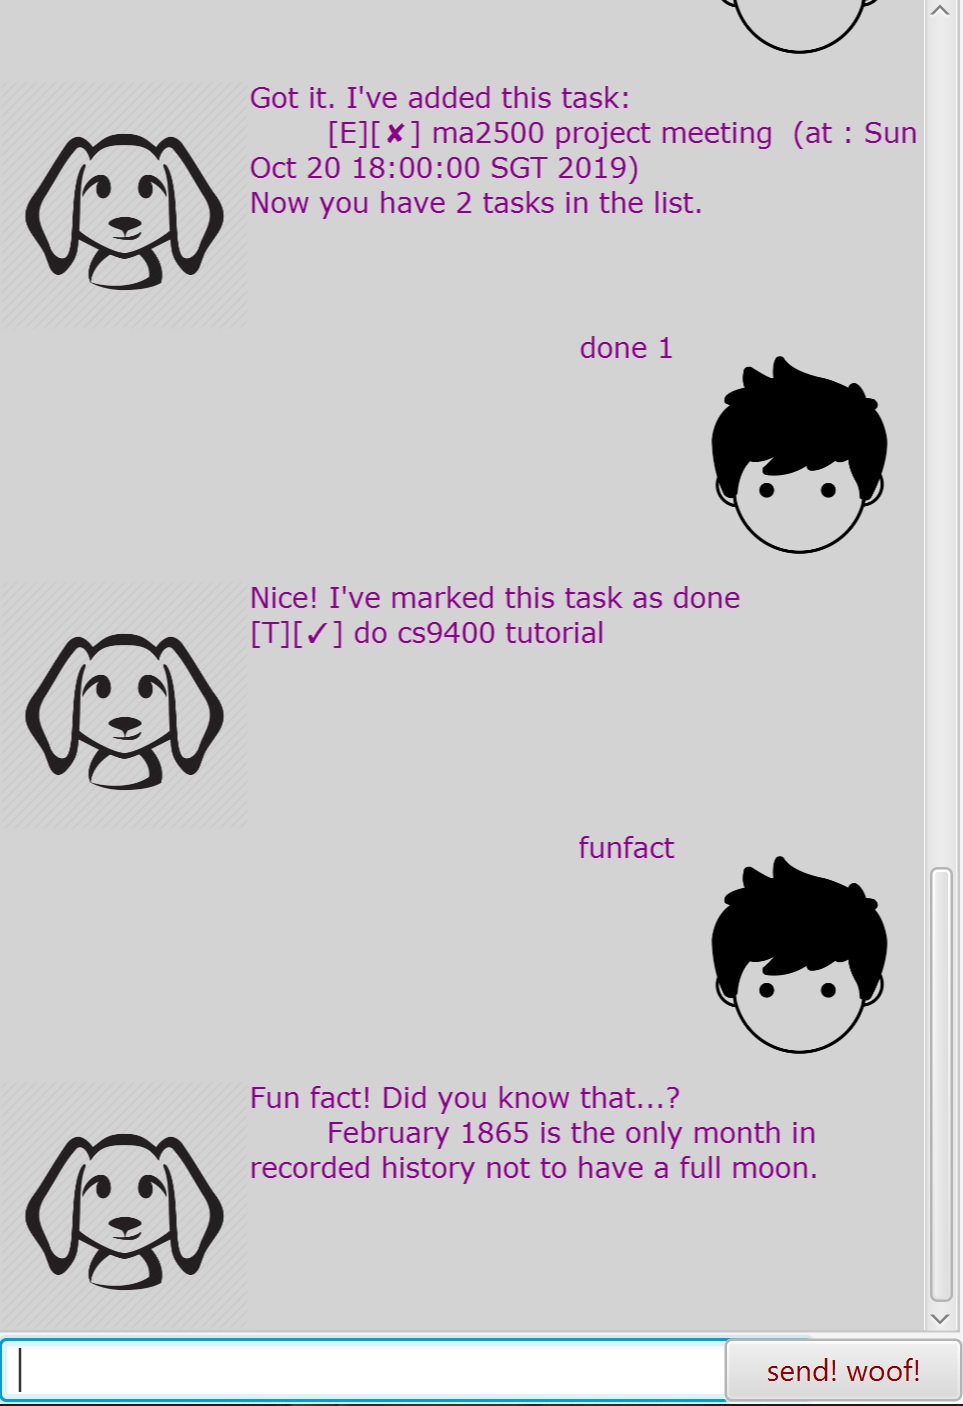 Got it. I've added this task:
[E][✘] ma2500 project meeting  (at : Sun
Oct 20 18:00:00 SGT 2019)
Now you have 2 tasks in the list.
done 1
Nice! I've marked this task as done
[T][✓] do cs9400 tutorial
funfact
Fun fact! Did you know that...?
February 1865 is the only month in
recorded history not to have a full moon.
send! woof!